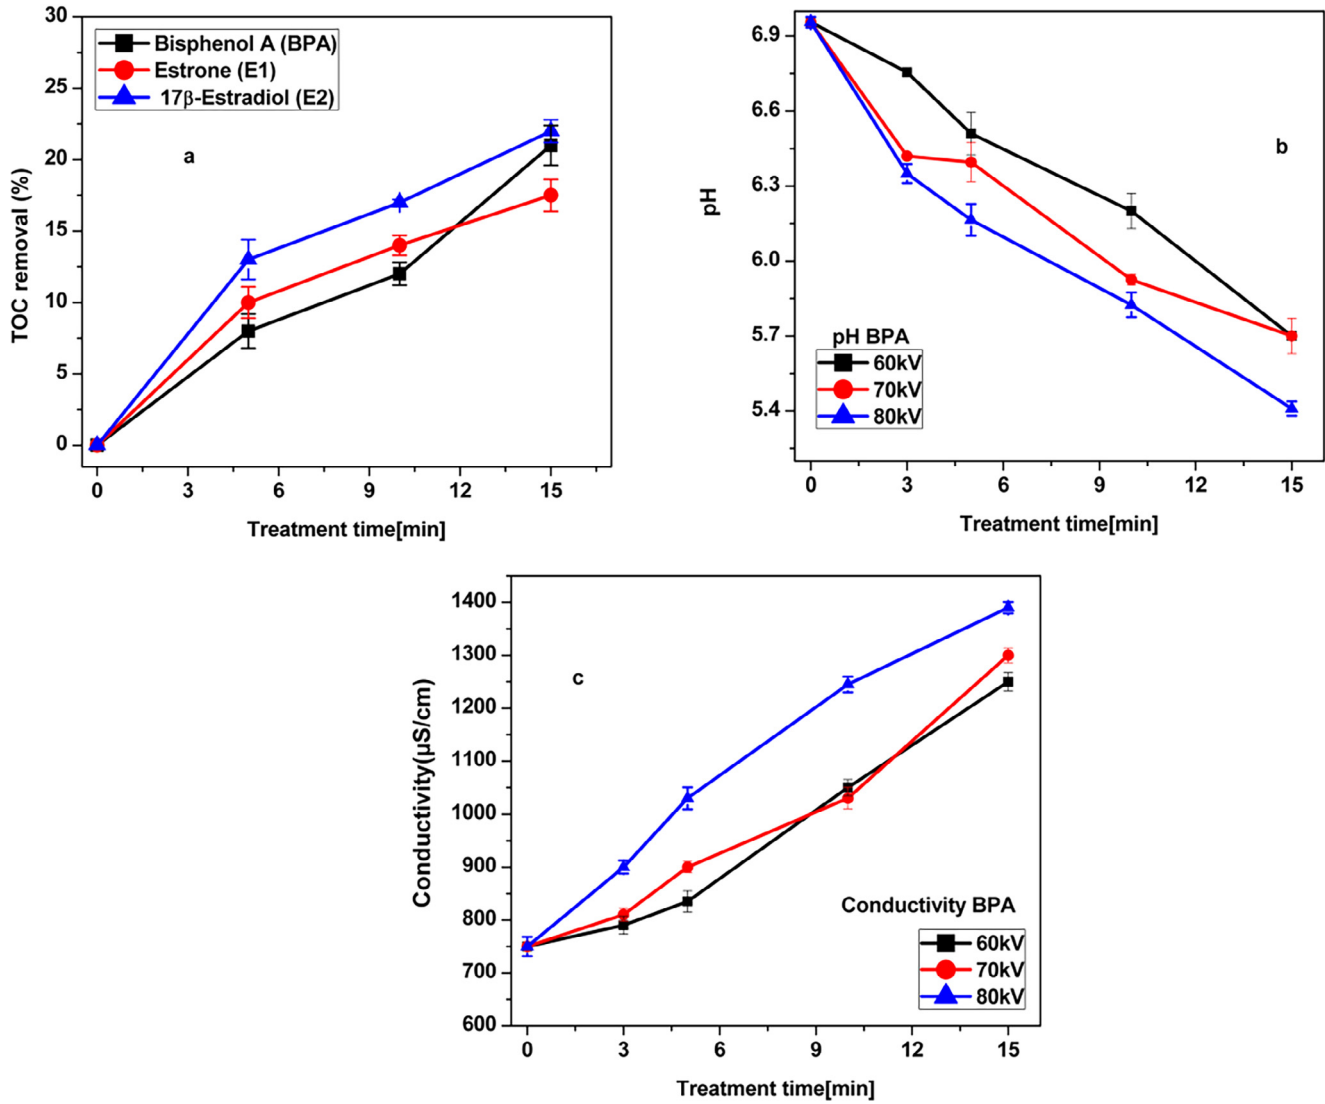 30
25
20
15
10
5
0
TOC removal (%)
Bisphenol A (BPA)
Estrone (E1)
17β-Estradiol (E2)
a
0 3 6 9 12 15
Treatment time[min]
6.9
6.6
6.3
6.0
5.7
5.4
pH
b
pH BPA
60kV
70kV
80kV
0 3 6 9 12 15
Treatment time[min]
1400
1300
1200
1100
1000
900
800
700
600
Conductivity(µS/cm)
c
Conductivity BPA
60kV
70kV
80kV
0 3 6 9 12 15
Treatment time[min]